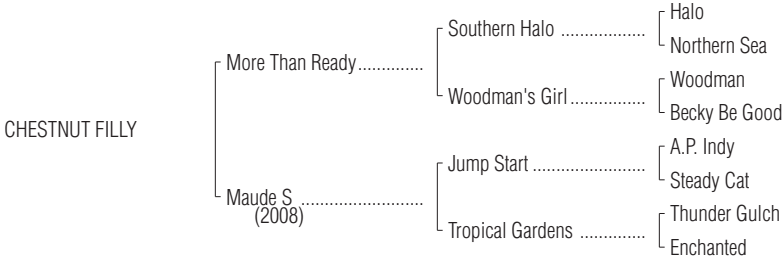 Halo
Southern Halo ....................
Northern Sea
More Than Ready..............
Woodman
Woodman's Girl................
Becky Be Good
CHESTNUT FILLY
A.P. Indy
Jump Start ........................
Steady Cat
Maude S ..........................
(2008)
Thunder Gulch
Tropical Gardens ..............
Enchanted